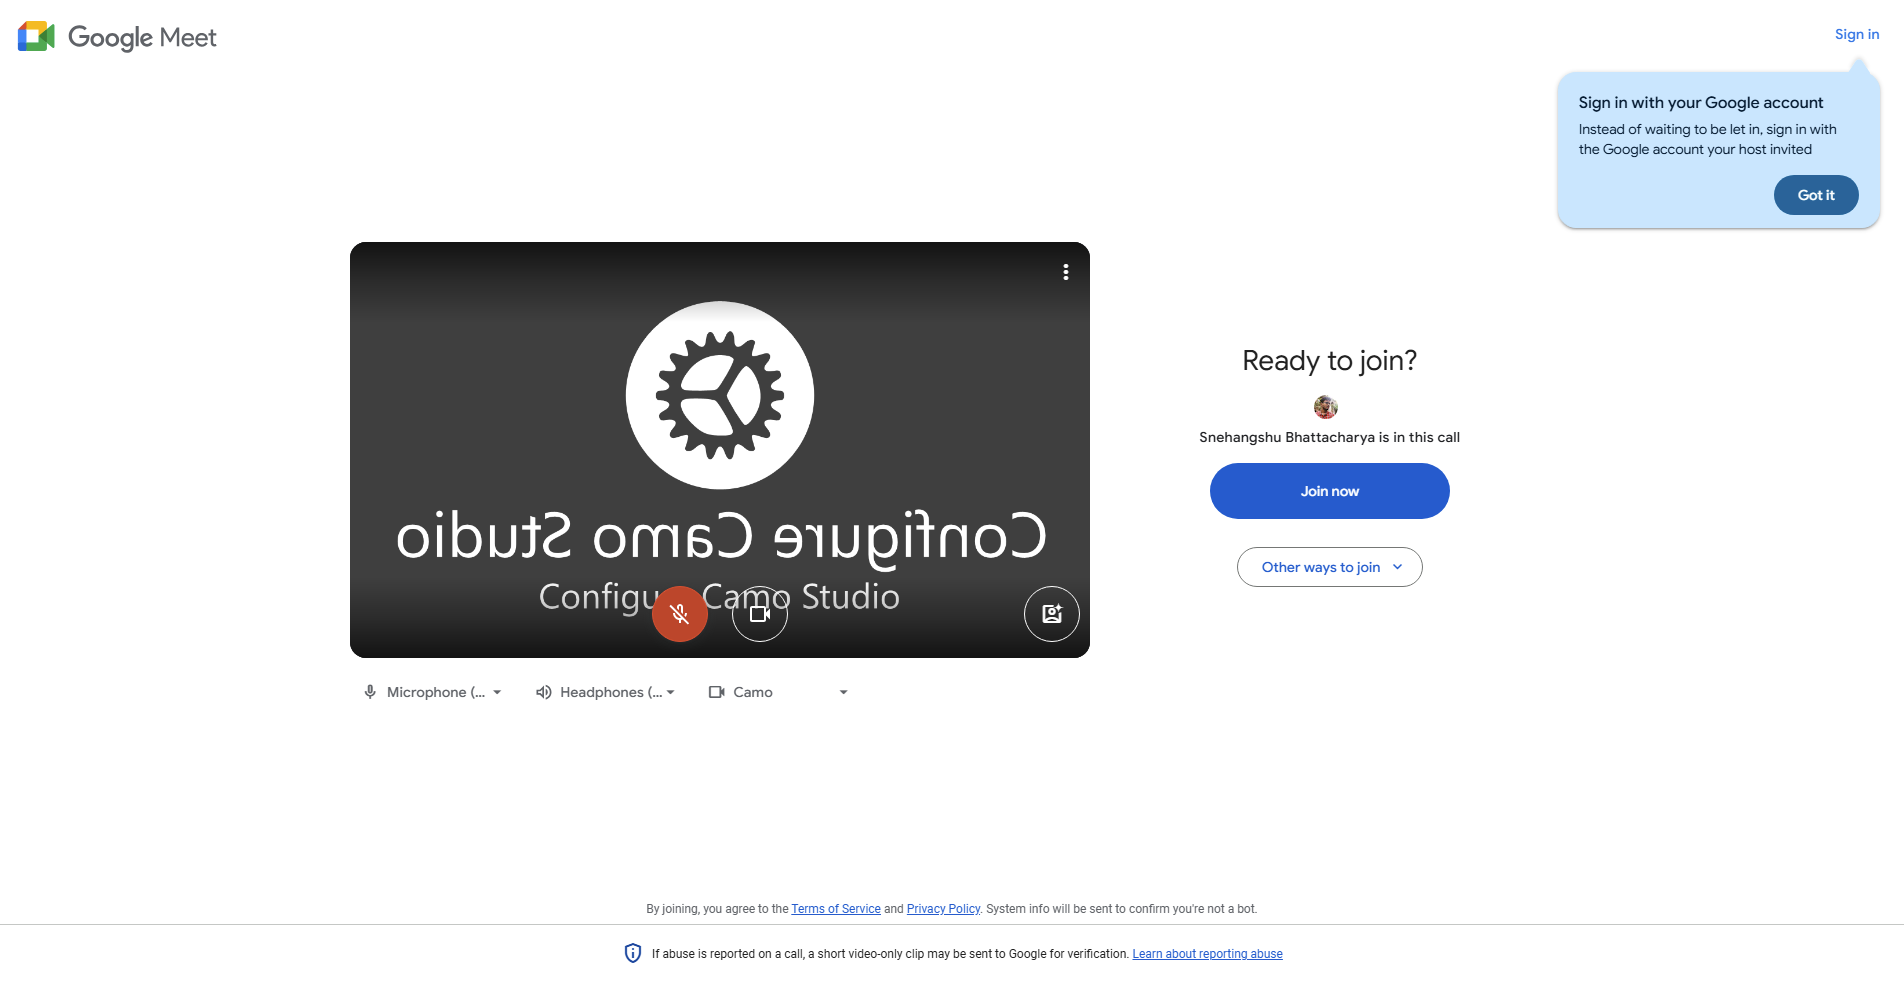 Google Meet
Sign in
Sign in with your Google account
Instead of waiting to be let in, sign in with
the Google account your host invited
Got it
Configure Camo Studio
Configu Camo Studio
Ready to join?
Snehangshu Bhattacharya is in this call
Join now
Other ways to join
Microphone (...
Headphones (...
Camo
By joining, you agree to the Terms of Service and Privacy Policy. System info will be sent to confirm you're not a bot.
If abuse is reported on a call, a short video-only clip may be sent to Google for verification. Learn about reporting abuse